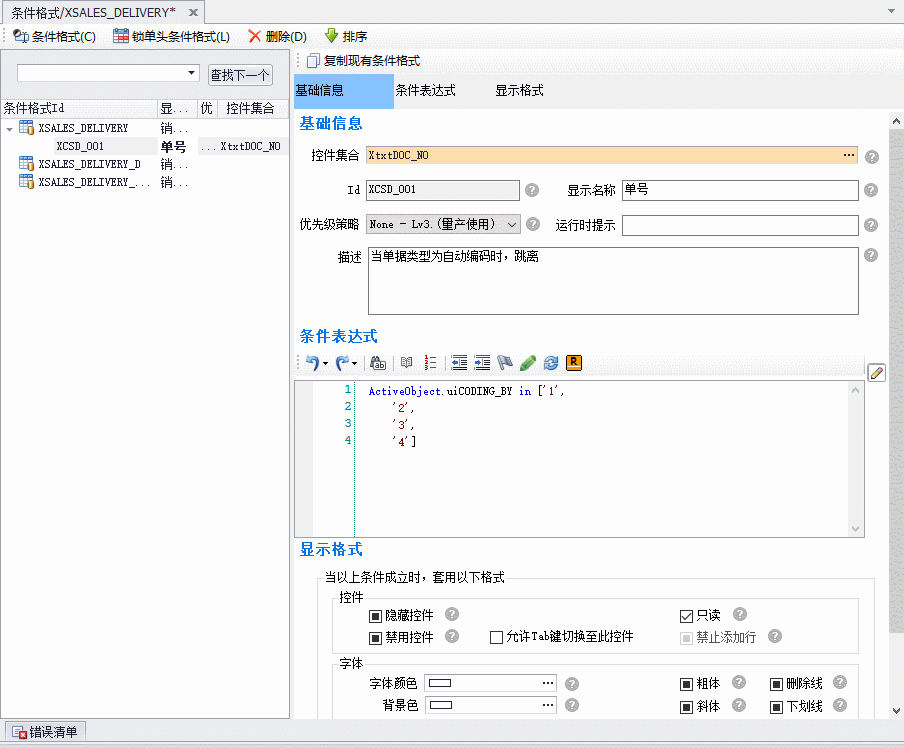 条件格式/XSALES_DELIVERY*
条件格式(C) 锁单头条件格式(L) 删除(D) 排序
查找下一个
条件格式Id 显... 优 控件集合
XSALES_DELIVERY 销...
XCSD_001 单号 ... XtxtDOC_NO
XSALES_DELIVERY_D 销...
XSALES_DELIVERY_... 销...
复制现有条件格式
基础信息 条件表达式 显示格式
基础信息
控件集合 XtxtDOC_NO ...
Id XCSD_001 显示名称 单号
优先级策略 None - Lv3.(量产使用) 运行时提示
描述 当单据类型为自动编码时，跳离
条件表达式
1 ActiveObject.uiCODING_BY in ['1',
2 '2',
3 '3',
4 '4']
显示格式
当以上条件成立时，套用以下格式
控件
隐藏控件 只读
禁用控件 允许Tab键切换至此控件 禁止添加行
字体
字体颜色 ... 粗体 删除线
背景色 ... 斜体 下划线
错误清单